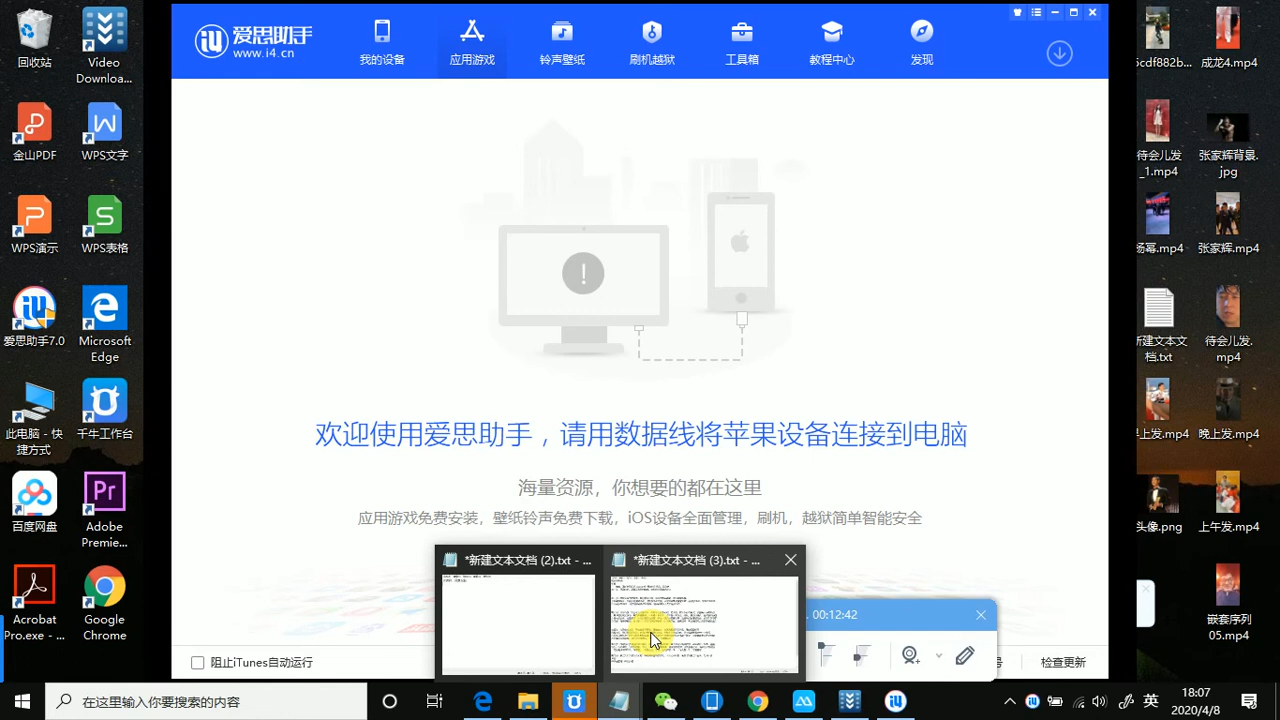 回收站
Video
Downloa...
金山PDF
WPS文字
WPS演示
WPS表格
爱思助手7.0
Microsoft
Edge
此电脑 - 快
捷方式
千牛工作台
百度网盘
Adobe
Premie...
Acrobat
Pro.exe - ...
Google
Chrome
爱思助手
www.i4.cn
我的设备
应用游戏
铃声壁纸
刷机越狱
工具箱
教程中心
发现
欢迎使用爱思助手，请用数据线将苹果设备连接到电脑
海量资源，你想要的都在这里
应用游戏免费安装，壁纸铃声免费下载，iOS设备全面管理，刷机，越狱简单智能安全
*新建文本文档 (2).txt - ...
*新建文本文档 (3).txt - ...
00:12:42
阻止iTunes自动运行
号
检查更新
5cdf882b...
成龙4.mp4
待会儿发
_1.mp4
张家辉背景.
jpg
杨幂.mp4
张家辉.mp4
新建文本文
档.txt
待会儿.
mp4
早上发.mp4
晚上发.mp4
头像.png
上午发.mp4
嵌套序列
05.mp4
在这里输入你要搜索的内容
英
18:07
2020/4/8